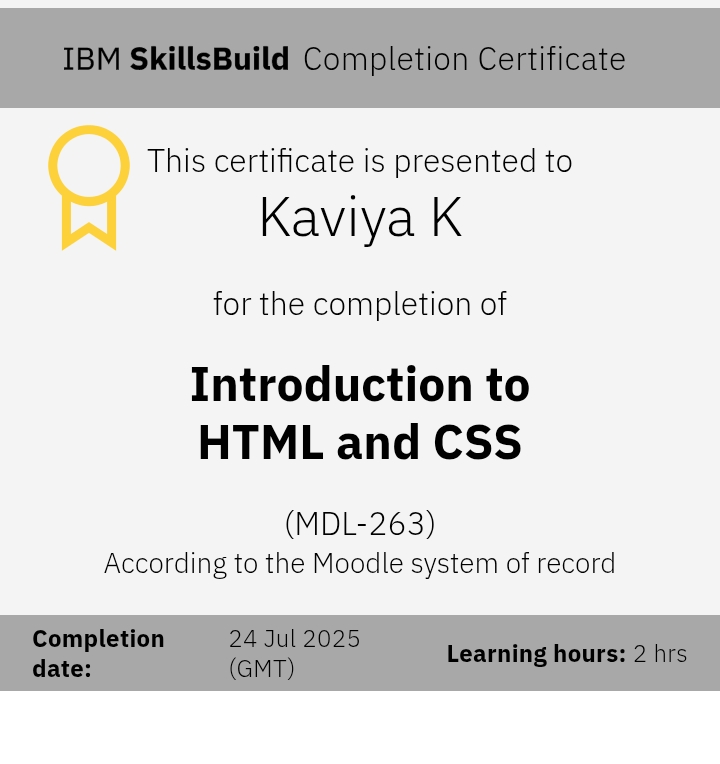 IBM SkillsBuild Completion Certificate
This certificate is presented to
Kaviya K
for the completion of
Introduction to
HTML and CSS
(MDL-263)
According to the Moodle system of record
Completion date:
24 Jul 2025 (GMT)
Learning hours: 2 hrs